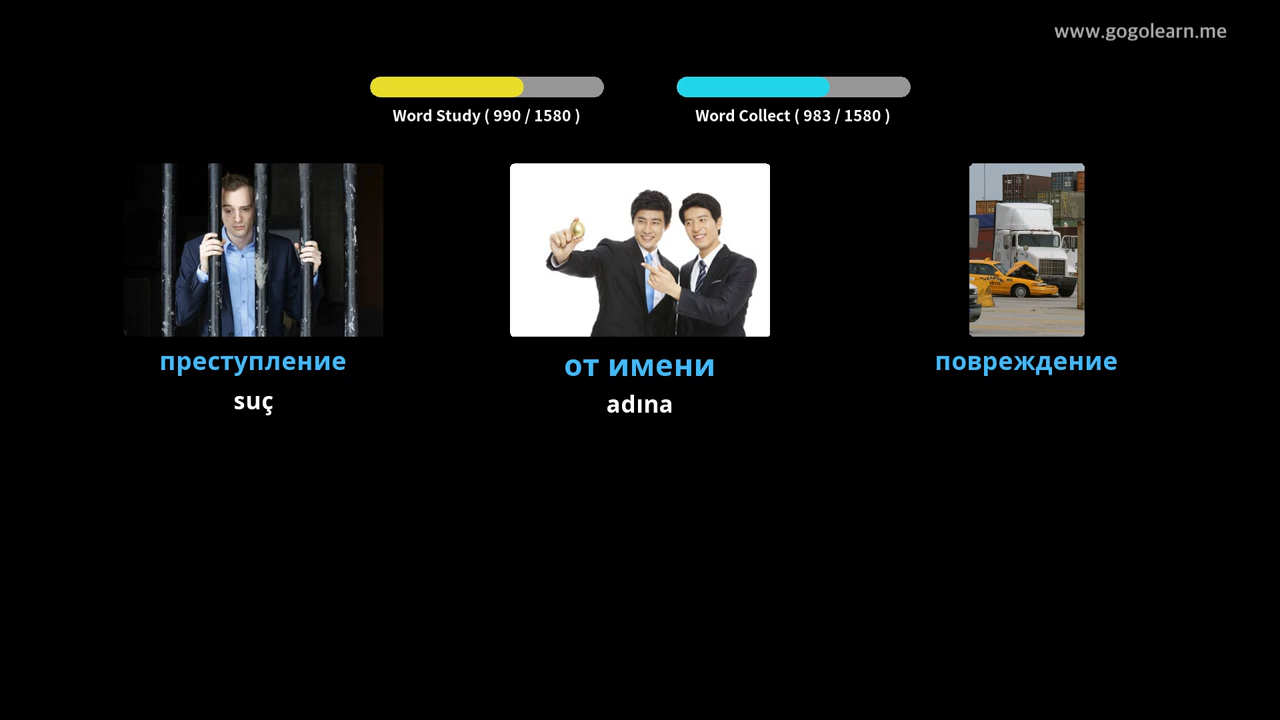 www.gogolearn.me
Word Study ( 990 / 1580 )
Word Collect ( 983 / 1580 )
преступление
suç
от имени
adına
повреждение